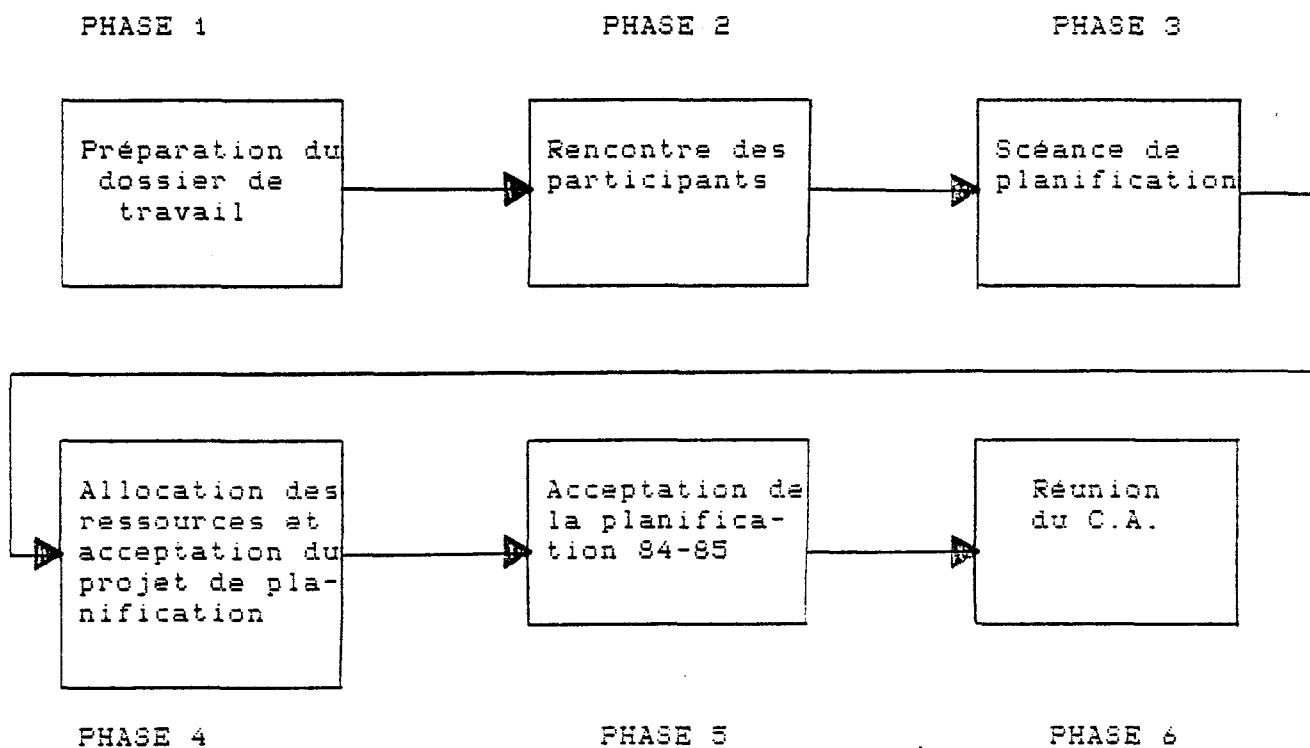 PHASE 1
PHASE 2
PHASE 3
Préparation du
dossier de
travail
Rencontre des
participants
Scéance de
planification
Allocation des
ressources et
acceptation du
projet de pla-
nification
Acceptation de
la planifica-
tion 84-85
Réunion
du C.A.
PHASE 4
PHASE 5
PHASE 6